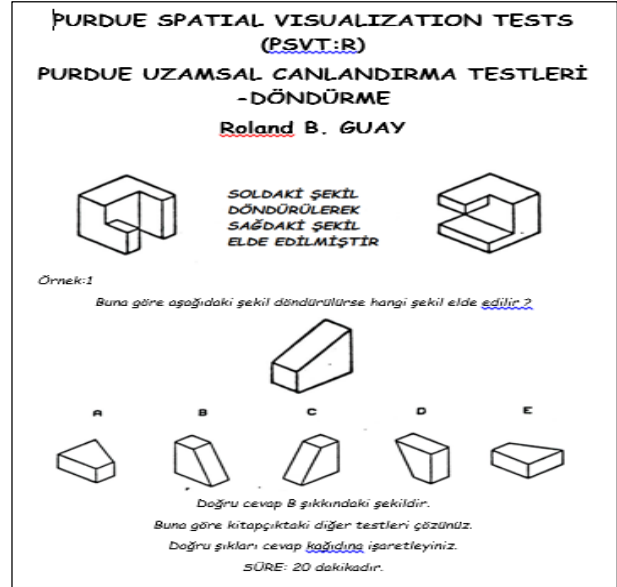 PURDUE SPATIAL VISUALIZATION TESTS
(PSVT:R)
PURDUE UZAMSAL CANLANDIRMA TESTLERİ
-DÖNDÜRME
Roland B. GUAY
SOLDAKİ ŞEKİL
DÖNDÜRÜLEREK
SAĞDAKİ ŞEKİL
ELDE EDİLMİŞTİR
Örnek:1
Buna göre aşağıdaki şekil döndürülürse hangi şekil elde edilir ?
A B C D E
Doğru cevap B şıkkındaki şekildir.
Buna göre kitapçıktaki diğer testleri çözünüz.
Doğru şıkları cevap kağıdına işaretleyiniz.
SÜRE: 20 dakikadır.